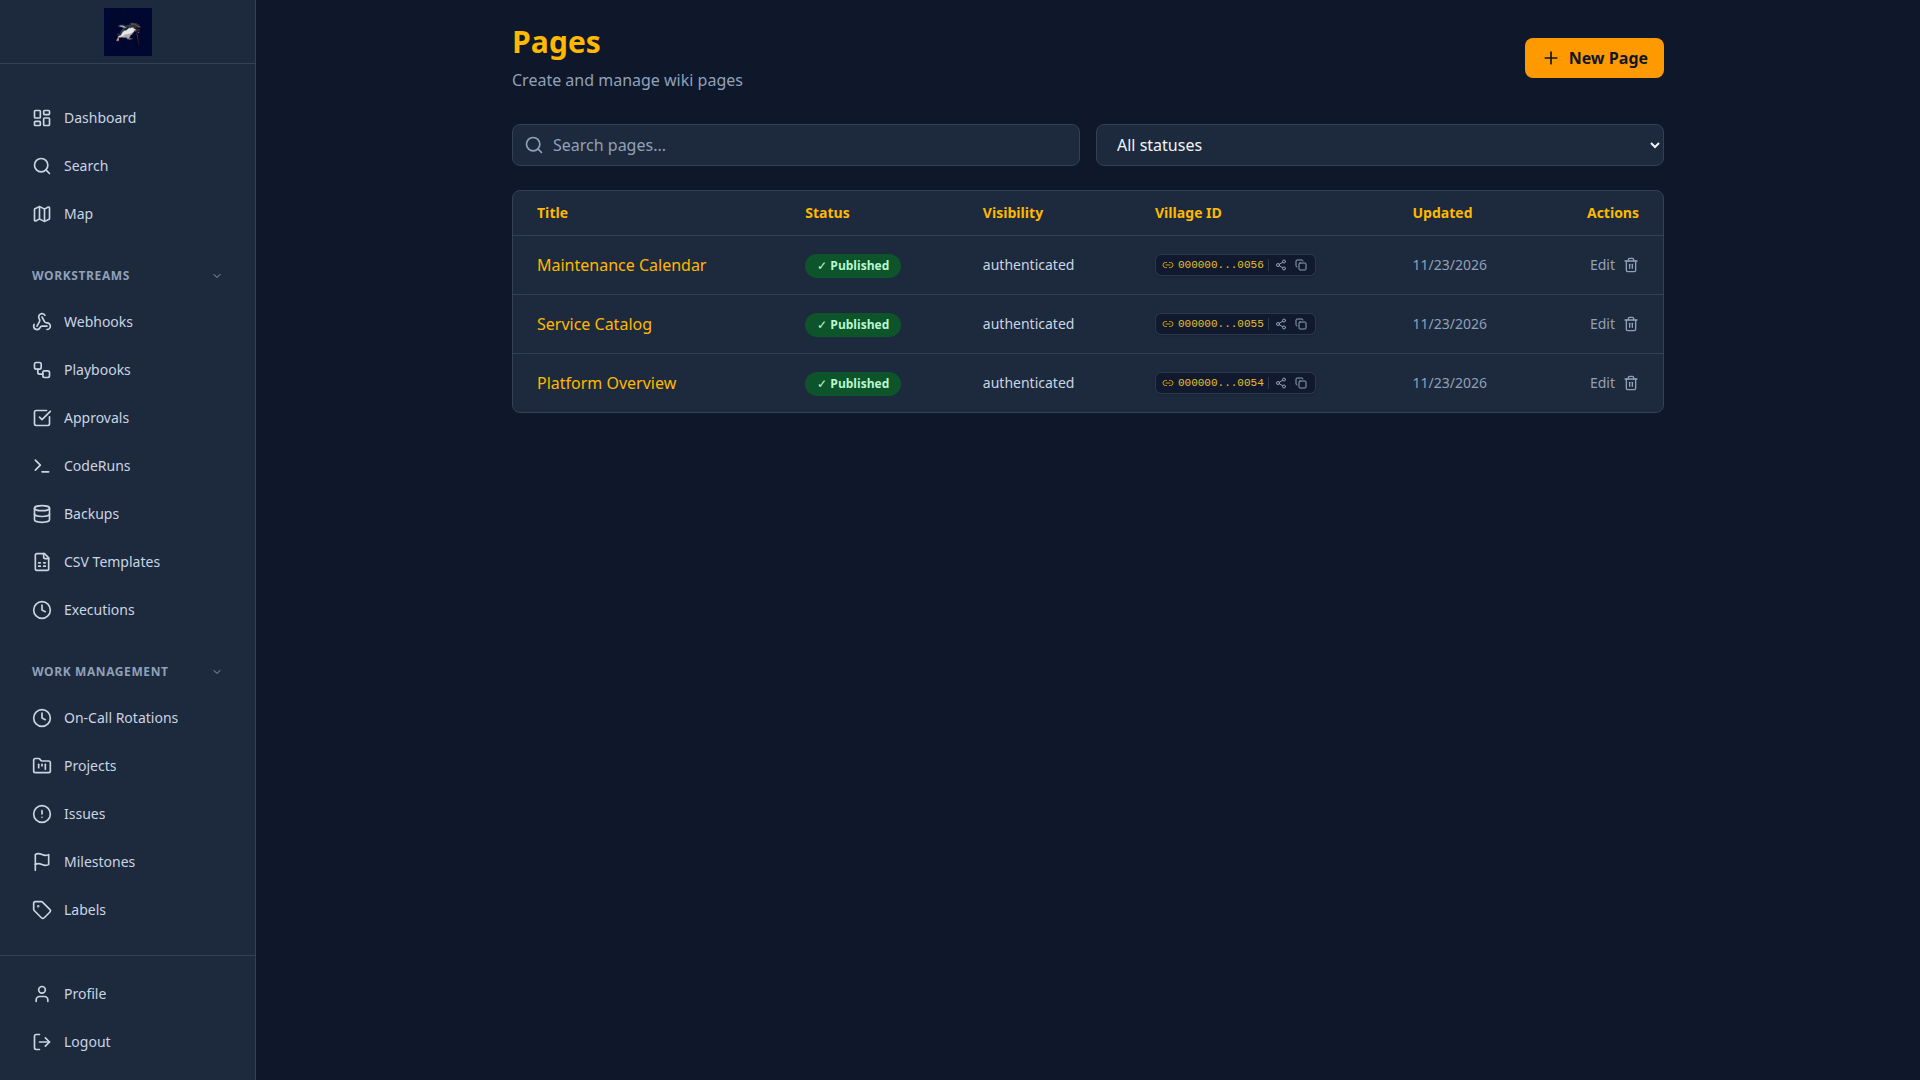 Dashboard
Search
Map
WORKSTREAMS
Webhooks
Playbooks
Approvals
CodeRuns
Backups
CSV Templates
Executions
WORK MANAGEMENT
On-Call Rotations
Projects
Issues
Milestones
Labels
Profile
Logout
Pages
Create and manage wiki pages
New Page
Search pages...
All statuses
Title Status Visibility Village ID Updated Actions
Maintenance Calendar ✓ Published authenticated 000000...0056 11/23/2026 Edit
Service Catalog ✓ Published authenticated 000000...0055 11/23/2026 Edit
Platform Overview ✓ Published authenticated 000000...0054 11/23/2026 Edit